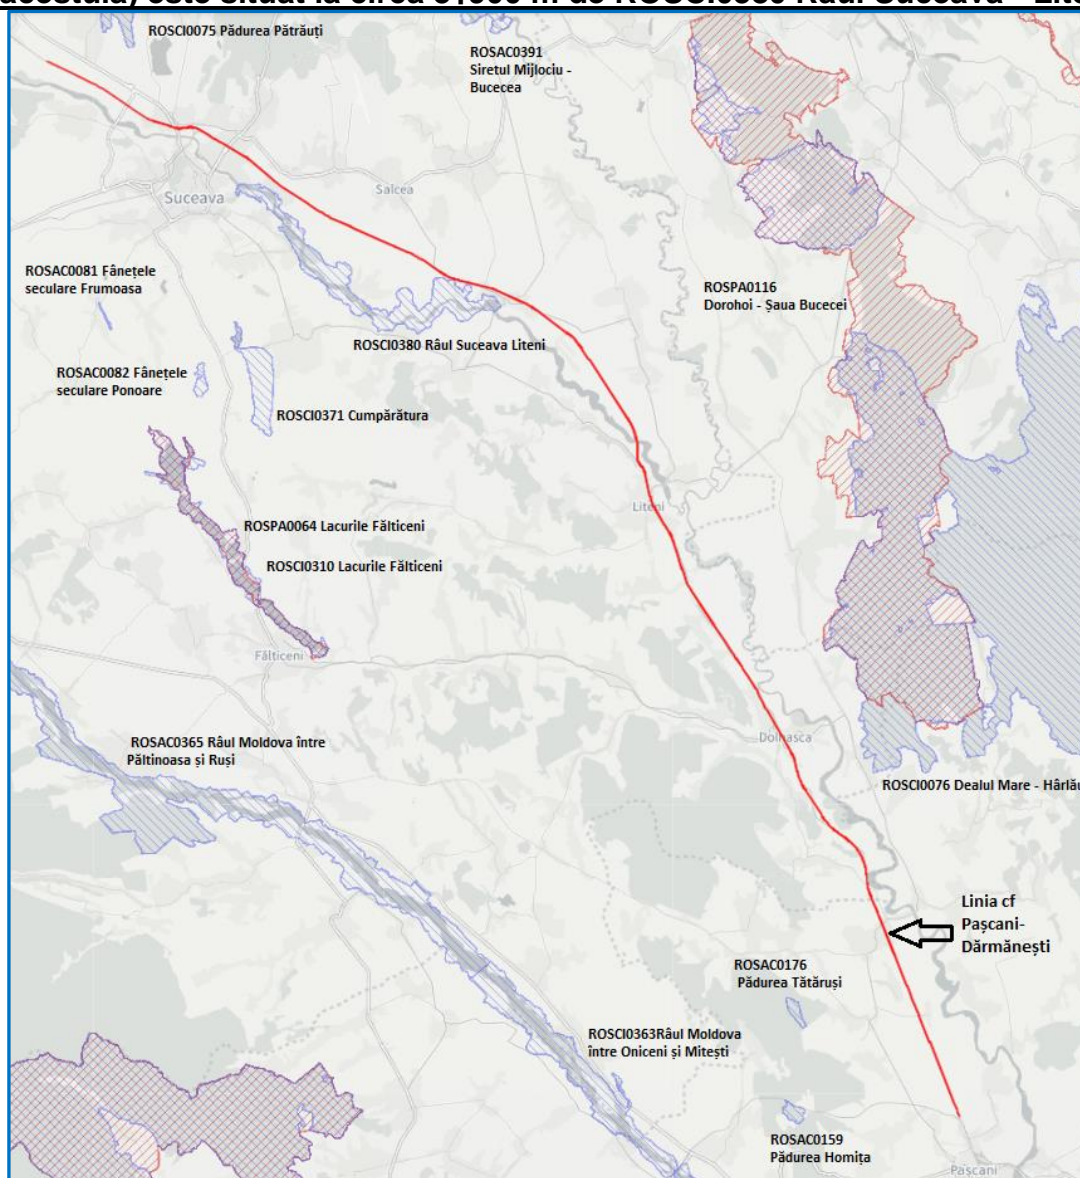 ROSCI0075 Pădurea Pătrăuți
ROSAC0391
Siretul Mijlociu -
Bucecea
Suceava
Salcea
ROSAC0081 Fânețele
seculare Frumoasa
ROSPA0116
Dorohoi - Șaua Bucecei
ROSCI0380 Râul Suceava Liteni
ROSAC0082 Fânețele
seculare Ponoare
ROSCI0371 Cumpărătura
Liteni
ROSPA0064 Lacurile Fălticeni
ROSCI0310 Lacurile Fălticeni
Fălticeni
ROSAC0365 Râul Moldova între
Păltinoasa și Ruși
Dolhasca
ROSCI0076 Dealul Mare - Hârlău
Linia cf
Pașcani-
Dărmănești
ROSAC0176
Pădurea Tătăruși
ROSCI0363Râul Moldova
între Oniceni și Mitești
ROSAC0159
Pădurea Homița
Pașcani